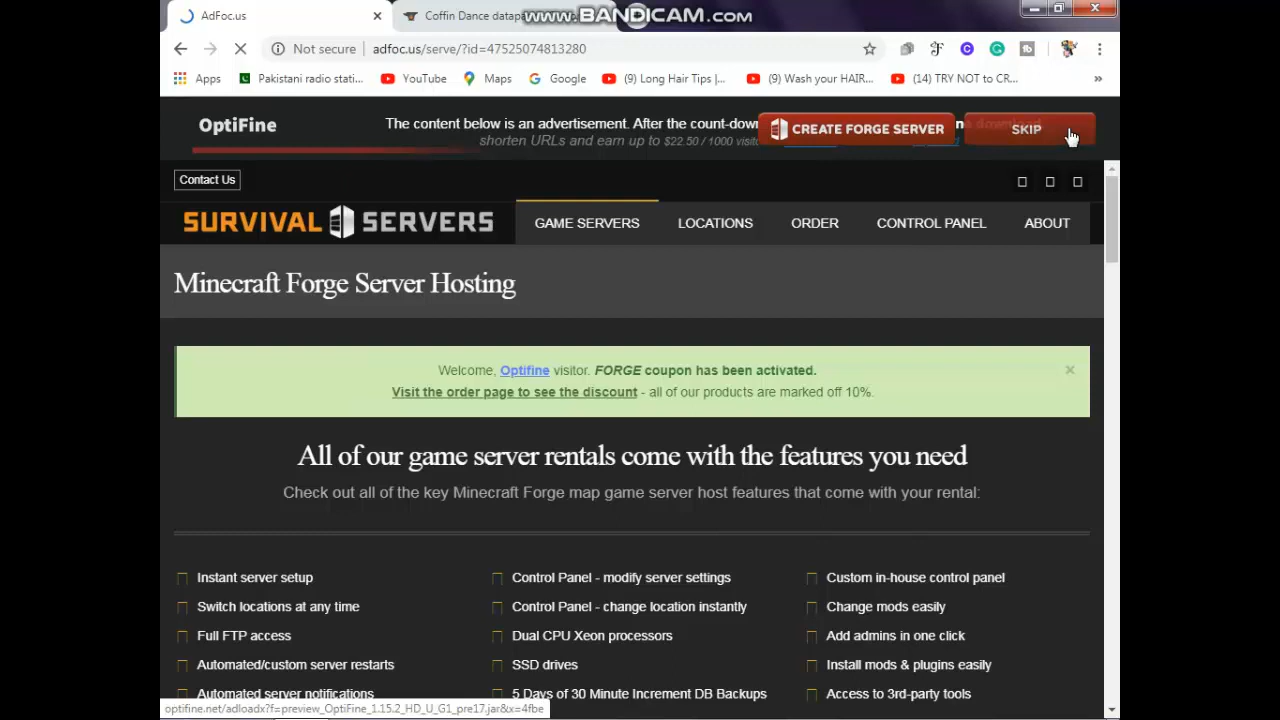 AdFoc.us
Coffin Dance datap
www.BANDICAM.com
Not secure
adfoc.us/serve/?id=47525074813280
Apps
Pakistani radio stati...
YouTube
Maps
Google
(9) Long Hair Tips |...
(9) Wash your HAIR...
(14) TRY NOT to CR...
»
OptiFine
The content below is an advertisement. After the count-down
shorten URLs and earn up to $22.50 / 1000 visito
CREATE FORGE SERVER
SKIP
Contact Us
SURVIVAL SERVERS
GAME SERVERS
LOCATIONS
ORDER
CONTROL PANEL
ABOUT
Minecraft Forge Server Hosting
Welcome, Optifine visitor. FORGE coupon has been activated.
Visit the order page to see the discount - all of our products are marked off 10%.
×
All of our game server rentals come with the features you need
Check out all of the key Minecraft Forge map game server host features that come with your rental:
Instant server setup
Control Panel - modify server settings
Custom in-house control panel
Switch locations at any time
Control Panel - change location instantly
Change mods easily
Full FTP access
Dual CPU Xeon processors
Add admins in one click
Automated/custom server restarts
SSD drives
Install mods & plugins easily
Automated server notifications
5 Days of 30 Minute Increment DB Backups
Access to 3rd-party tools
optifine.net/adloadx?f=preview_OptiFine_1.15.2_HD_U_G1_pre17.jar&x=4fbe